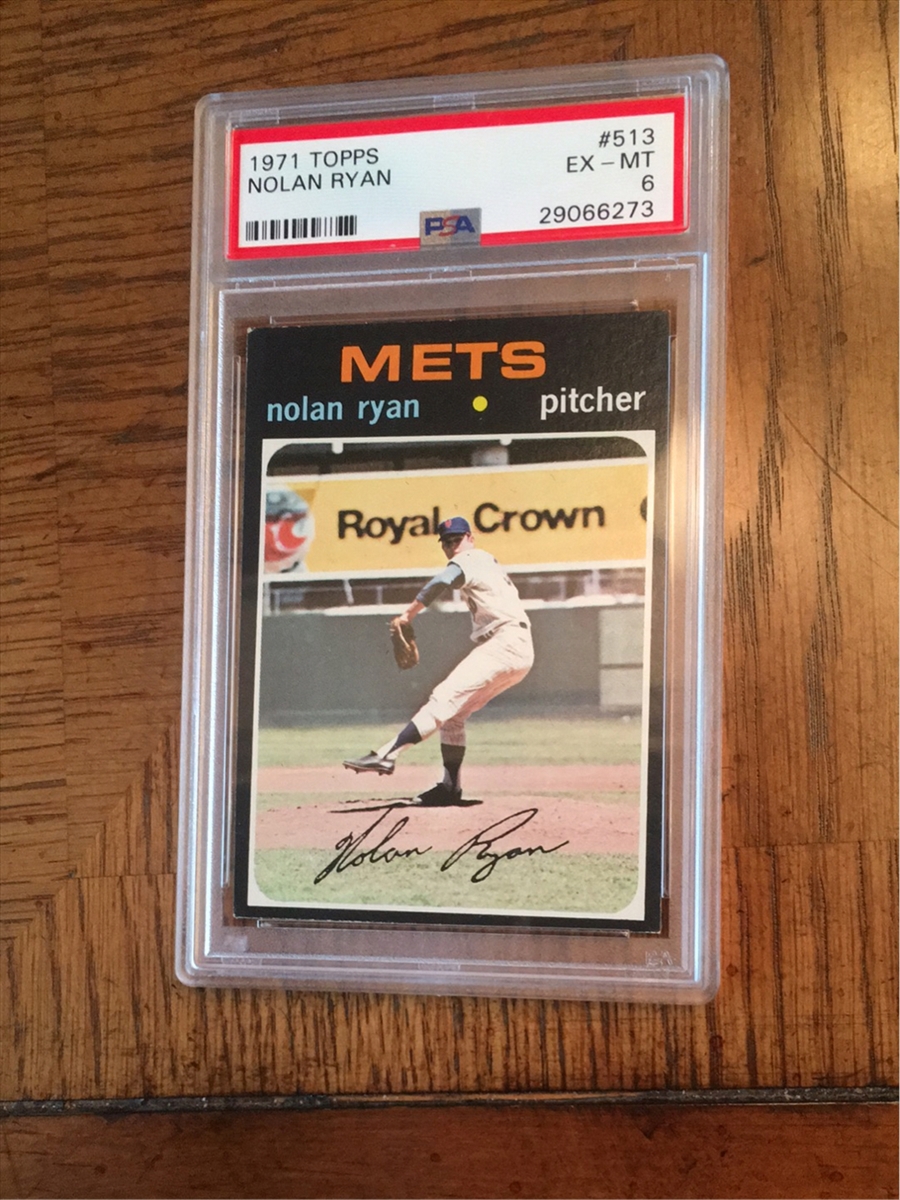 1971 TOPPS #513
NOLAN RYAN EX - MT
6
PSA 29066273
METS
nolan ryan pitcher
Royal Crown
Nolan Ryan